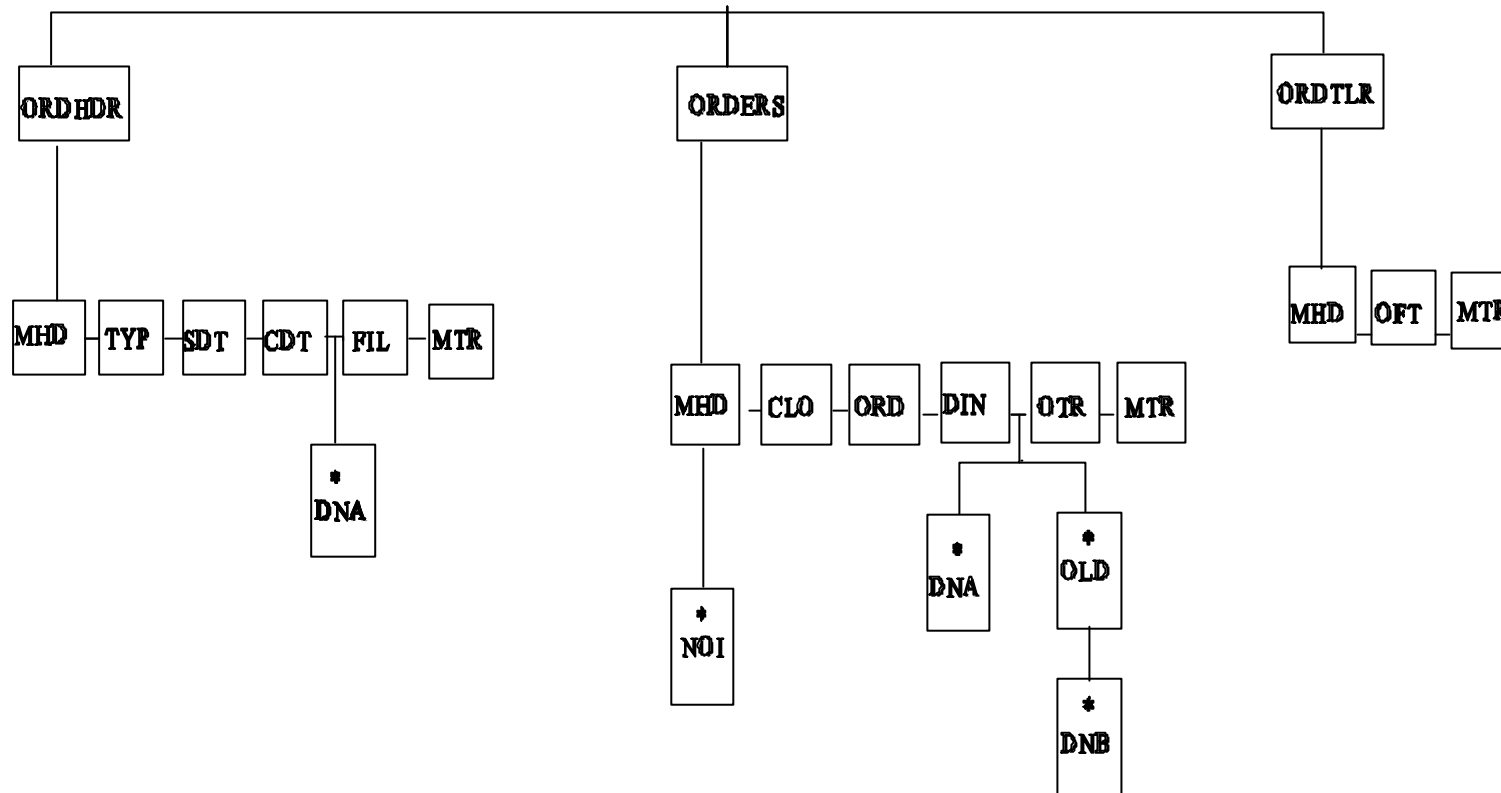 ORDHDR
ORDERS
ORDTLR
MHD TYP SDT CDT FIL MTR
MHD OFT MTR
MHD CLO ORD DIN OTR MTR
*
DNA
*
DNA
*
OLD
*
NOI
*
DNB